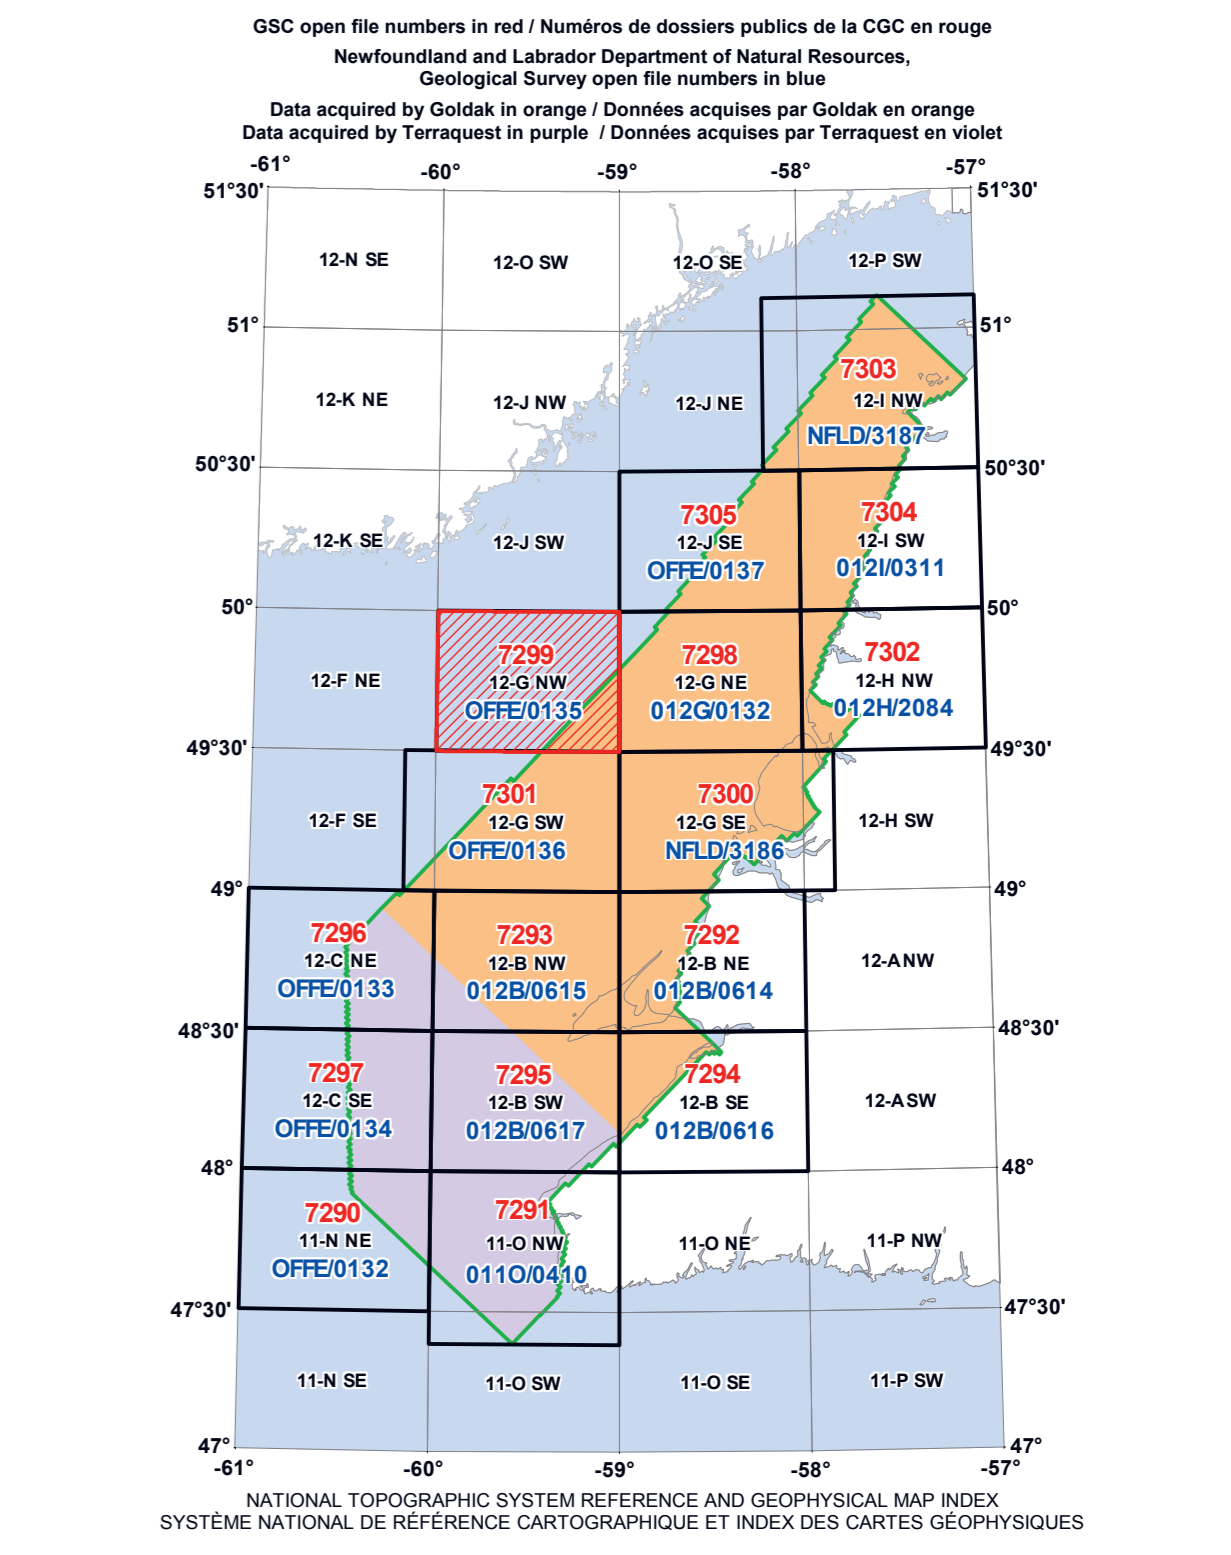 GSC open file numbers in red / Numéros de dossiers publics de la CGC en rouge
Newfoundland and Labrador Department of Natural Resources,
Geological Survey open file numbers in blue
Data acquired by Goldak in orange / Données acquises par Goldak en orange
Data acquired by Terraquest in purple / Données acquises par Terraquest en violet
-61° -60° -59° -58° -57°
51°30' 51°30'
12-N SE 12-O SW 12-O SE 12-P SW
51° 51°
7303
12-K NE 12-J NW 12-J NE 12-I NW
NFLD/3187
50°30' 50°30'
7305 7304
12-K SE 12-J SW 12-J SE 12-I SW
OFFE/0137 012I/0311
50° 50°
7299 7298 7302
12-F NE 12-G NW 12-G NE 12-H NW
OFFE/0135 012G/0132 012H/2084
49°30' 49°30'
7301 7300
12-F SE 12-G SW 12-G SE 12-H SW
OFFE/0136 NFLD/3186
49° 49°
7296 7293 7292
12-C NE 12-B NW 12-B NE 12-A NW
OFFE/0133 012B/0615 012B/0614
48°30' 48°30'
7297 7295 7294
12-C SE 12-B SW 12-B SE 12-A SW
OFFE/0134 012B/0617 012B/0616
48° 48°
7290 7291
11-N NE 11-O NW 11-O NE 11-P NW
OFFE/0132 011O/0410
47°30' 47°30'
11-N SE 11-O SW 11-O SE 11-P SW
47° 47°
-61° -60° -59° -58° -57°
NATIONAL TOPOGRAPHIC SYSTEM REFERENCE AND GEOPHYSICAL MAP INDEX
SYSTÈME NATIONAL DE RÉFÉRENCE CARTOGRAPHIQUE ET INDEX DES CARTES GÉOPHYSIQUES